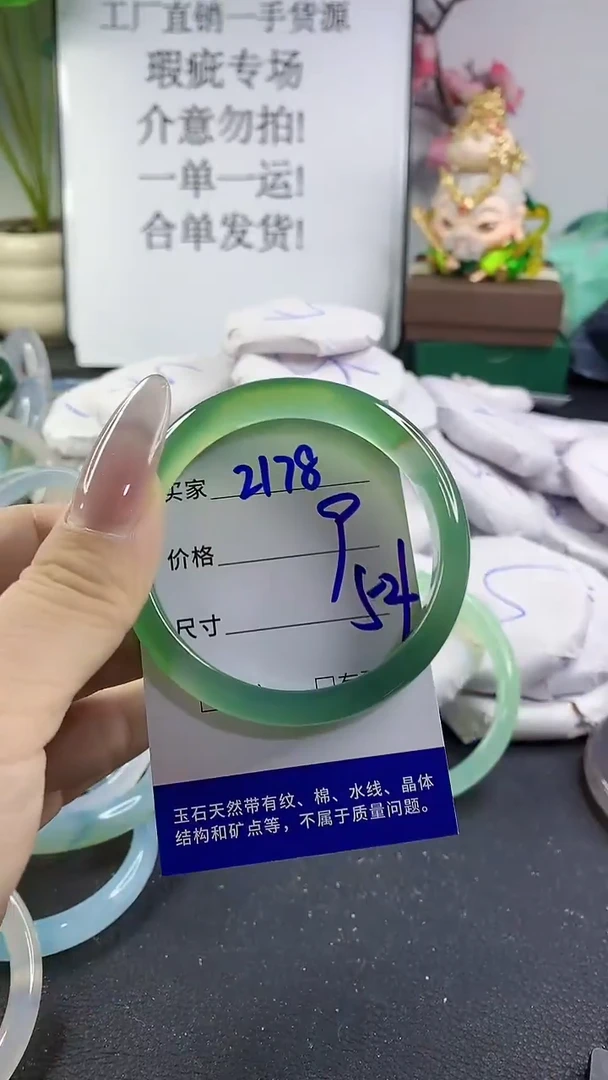 工厂直销一手货源
瑕疵专场
介意勿拍!
一单一运!
合单发货!
买家 2178
价格
尺寸 54
玉石天然带有纹、棉、水线、晶体
结构和矿点等，不属于质量问题。